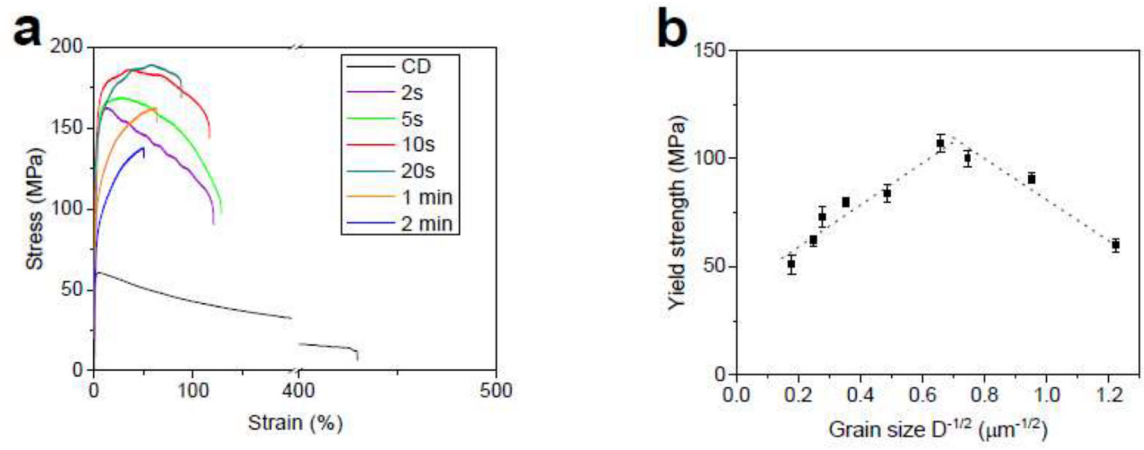 a
200
150
100
50
0
Stress (MPa)
0
100
400
500
Strain (%)
CD
2s
5s
10s
20s
1 min
2 min
b
150
100
50
0
Yield strength (MPa)
0.0
0.2
0.4
0.6
0.8
1.0
1.2
Grain size D-1/2 (μm-1/2)